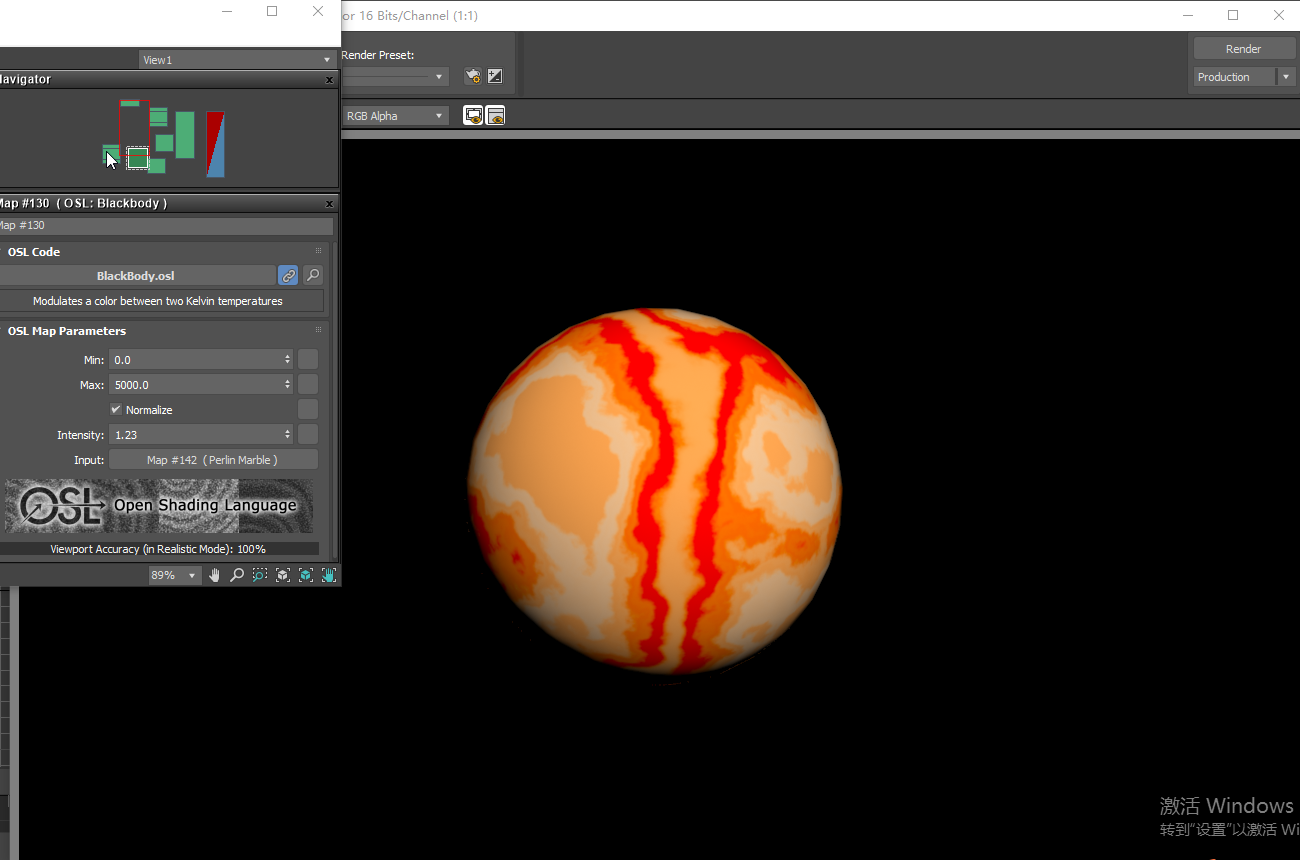 or 16 Bits/Channel (1:1)
Render Preset:
Render
Production
RGB Alpha
View1
Navigator
Map #130 ( OSL: Blackbody )
Map #130
OSL Code
BlackBody.osl
Modulates a color between two Kelvin temperatures
OSL Map Parameters
Min: 0.0
Max: 5000.0
Normalize
Intensity: 1.23
Input: Map #142 ( Perlin Marble )
OSL Open Shading Language
Viewport Accuracy (in Realistic Mode): 100%
89%
激活 Windows
转到"设置"以激活 Wi